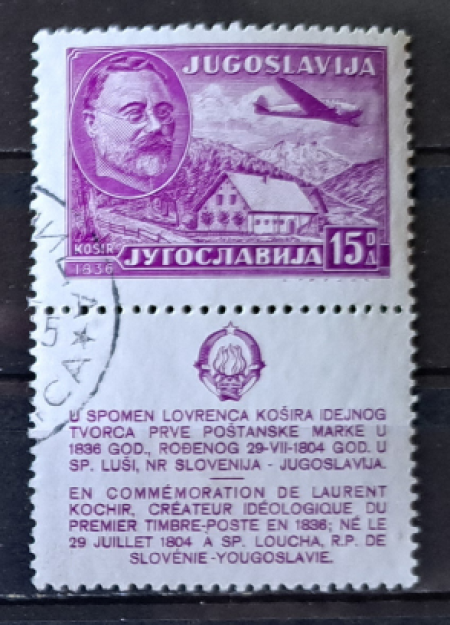 JUGOSLAVIJA
KOŠIR
1836
ЈУГОСЛАВИЈА
15 D Д
U SPOMEN LOVRENCA KOŠIRA IDEJNOG
TVORCA PRVE POŠTANSKE MARKE U
1836 GOD., ROĐENOG 29-VII-1804 GOD. U
SP. LUŠI, NR SLOVENIJA - JUGOSLAVIJA.
EN COMMÉMORATION DE LAURENT
KOCHIR, CRÉATEUR IDÉOLOGIQUE DU
PREMIER TIMBRE-POSTE EN 1836; NÉ LE
29 JUILLET 1804 A SP. LOUCHA, R.P. DE
SLOVÉNIE-YOUGOSLAVIE.